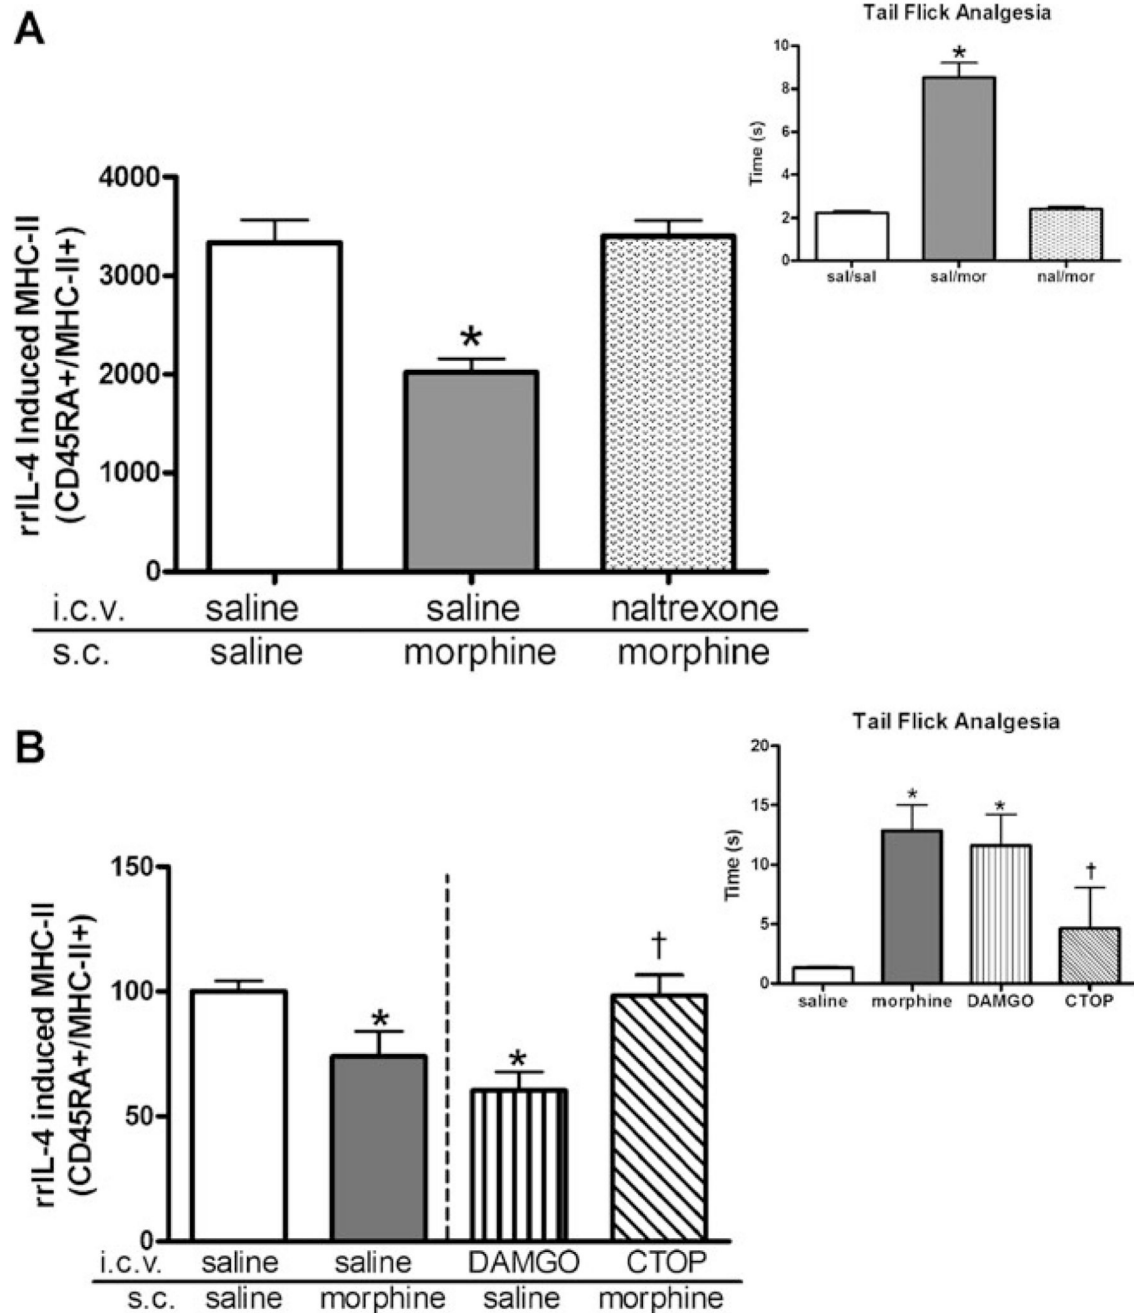 A
Tail Flick Analgesia
10
8
6
4
2
0
Time (s)
*
sal/sal sal/mor nal/mor
rrIL-4 Induced MHC-II
(CD45RA+/MHC-II+)
4000
3000
2000
1000
0
*
i.c.v. saline saline naltrexone
s.c. saline morphine morphine
B
Tail Flick Analgesia
20
15
10
5
0
Time (s)
* * †
saline morphine DAMGO CTOP
rrIL-4 induced MHC-II
(CD45RA+/MHC-II+)
150
100
50
0
* * †
i.c.v. saline saline DAMGO CTOP
s.c. saline morphine saline morphine